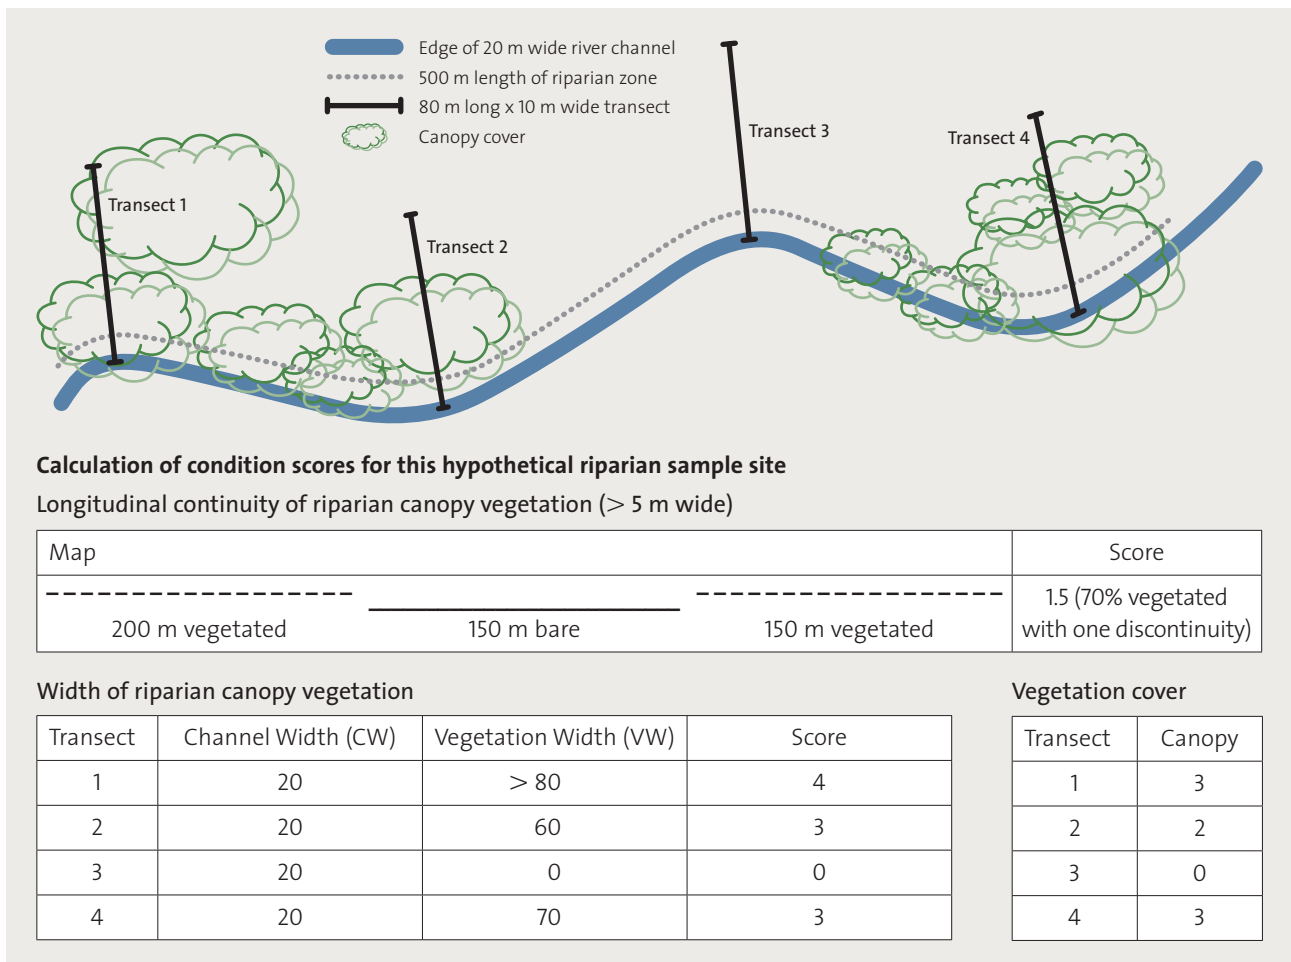 Edge of 20 m wide river channel
500 m length of riparian zone
80 m long x 10 m wide transect
Canopy cover
Transect 1
Transect 2
Transect 3
Transect 4
Calculation of condition scores for this hypothetical riparian sample site
Longitudinal continuity of riparian canopy vegetation (> 5 m wide)
Map Score
200 m vegetated 150 m bare 150 m vegetated 1.5 (70% vegetated
with one discontinuity)
Width of riparian canopy vegetation
Transect Channel Width (CW) Vegetation Width (VW) Score
1 20 > 80 4
2 20 60 3
3 20 0 0
4 20 70 3
Vegetation cover
Transect Canopy
1 3
2 2
3 0
4 3